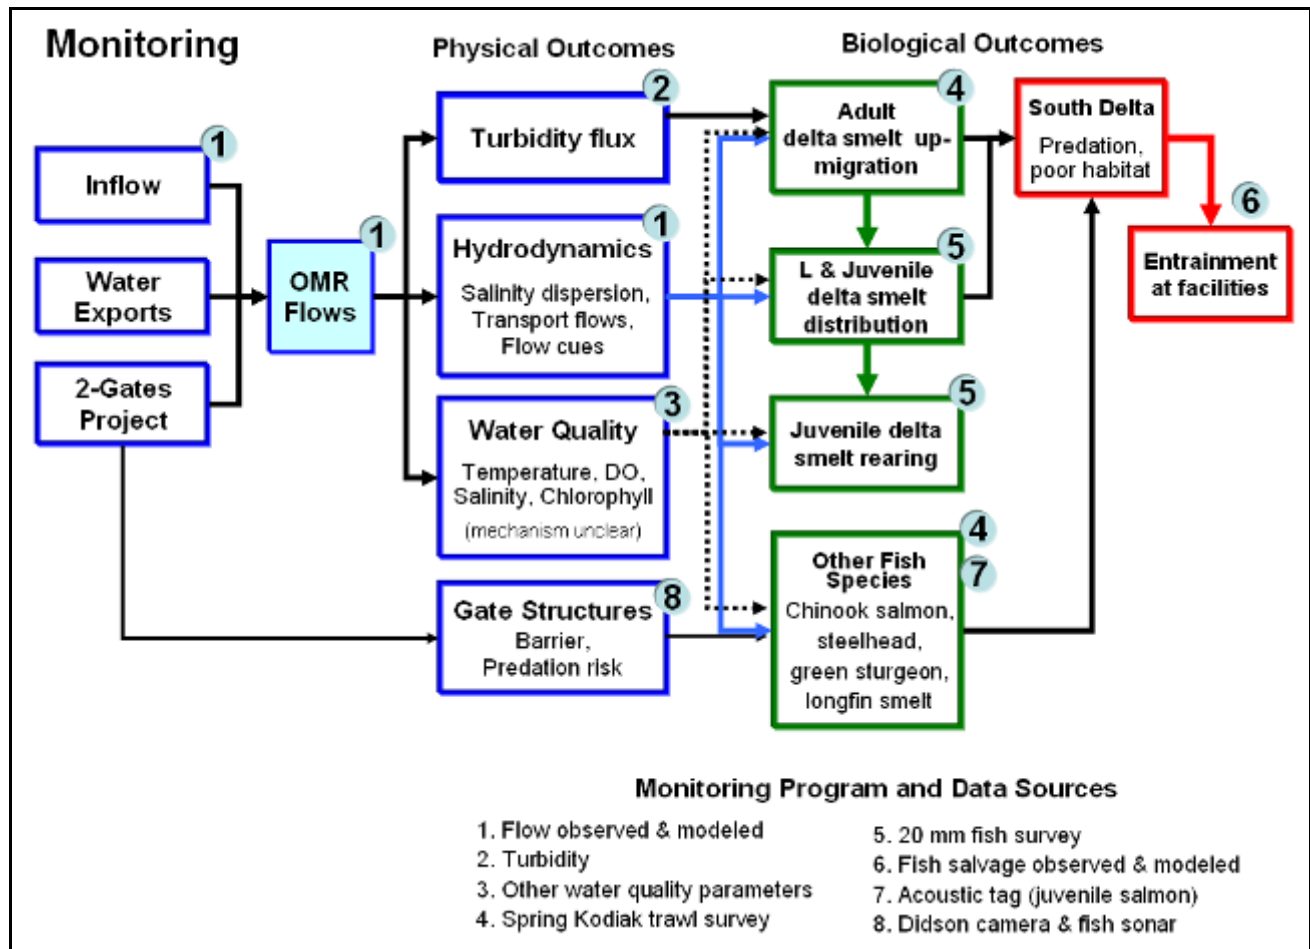 Monitoring
Physical Outcomes
Biological Outcomes
1
Inflow
Water
Exports
2-Gates
Project
1
OMR
Flows
2
Turbidity flux
1
Hydrodynamics
Salinity dispersion,
Transport flows,
Flow cues
3
Water Quality
Temperature, DO,
Salinity, Chlorophyll
(mechanism unclear)
8
Gate Structures
Barrier,
Predation risk
4
Adult
delta smelt up-
migration
5
L & Juvenile
delta smelt
distribution
5
Juvenile delta
smelt rearing
4
7
Other Fish
Species
Chinook salmon,
steelhead,
green sturgeon,
longfin smelt
South Delta
Predation,
poor habitat
6
Entrainment
at facilities
Monitoring Program and Data Sources
1. Flow observed & modeled
2. Turbidity
3. Other water quality parameters
4. Spring Kodiak trawl survey
5. 20 mm fish survey
6. Fish salvage observed & modeled
7. Acoustic tag (juvenile salmon)
8. Didson camera & fish sonar